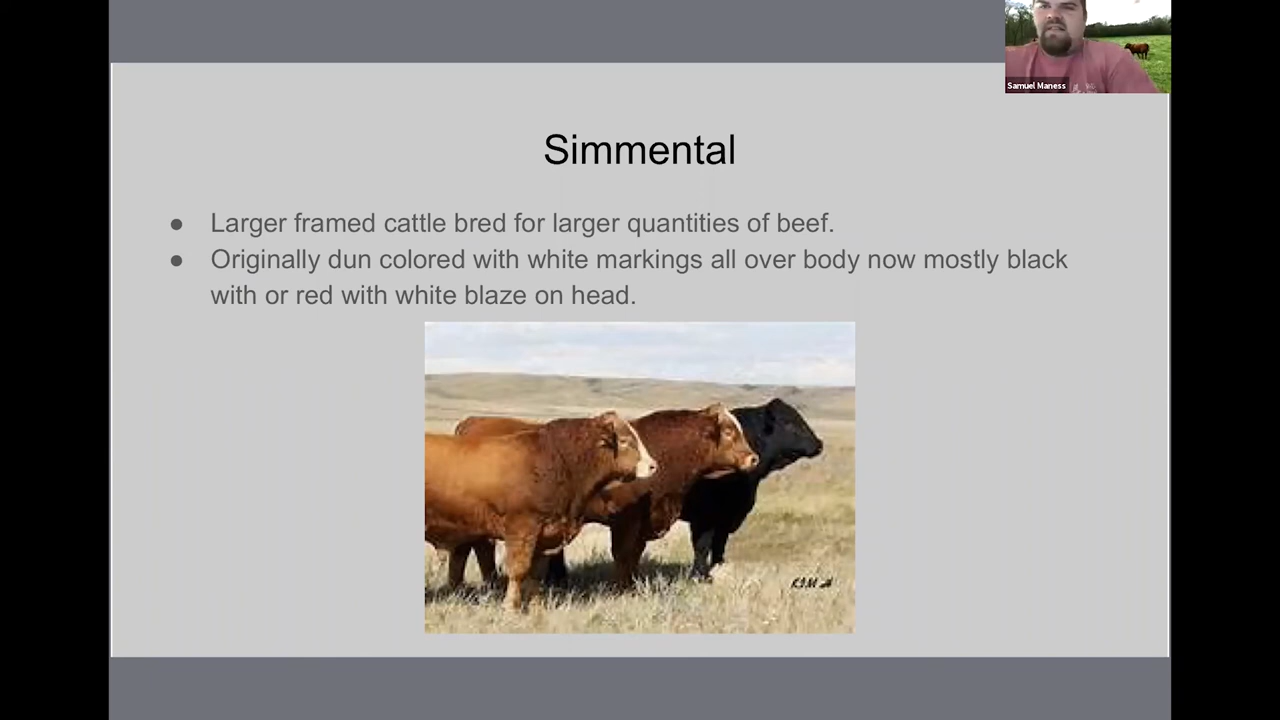 Samuel Maness
Simmental
● Larger framed cattle bred for larger quantities of beef.
● Originally dun colored with white markings all over body now mostly black
with or red with white blaze on head.